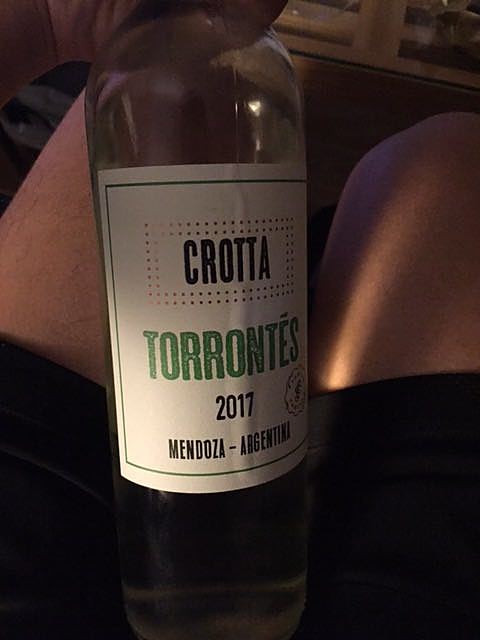 CROTTA
TORRONTÉS
2017
MENDOZA – ARGENTINA